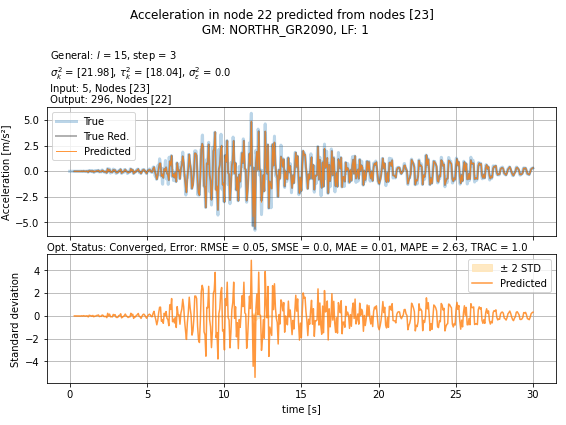 Acceleration in node 22 predicted from nodes [23]
GM: NORTHR_GR2090, LF: 1
General: l = 15, step = 3
σ²ₖ = [21.98], τ²ₖ = [18.04], σ²ε = 0.0
Input: 5, Nodes [23]
Output: 296, Nodes [22]
True
True Red.
Predicted
5.0
2.5
0.0
−2.5
−5.0
Acceleration [m/s²]
Opt. Status: Converged, Error: RMSE = 0.05, SMSE = 0.0, MAE = 0.01, MAPE = 2.63, TRAC = 1.0
± 2 STD
Predicted
4
2
0
−2
−4
Standard deviation
0 5 10 15 20 25 30
time [s]